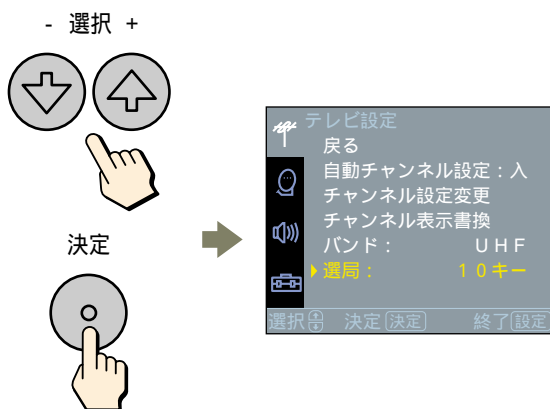 - 選択 +
決定
テレビ設定
戻る
自動チャンネル設定：入
チャンネル設定変更
チャンネル表示書換
バンド： ＵＨＦ
選局： １０キー
選択 決定 決定 終了 設定